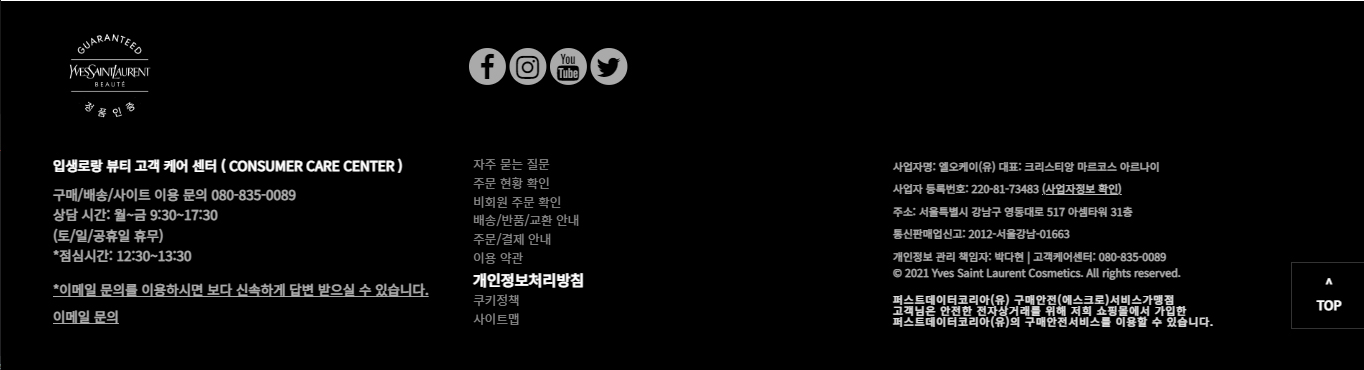 GUARANTEED
YVESSAINTLAURENT
BEAUTÉ
정품인증
You
Tube
입생로랑 뷰티 고객 케어 센터 ( CONSUMER CARE CENTER )
구매/배송/사이트 이용 문의 080-835-0089
상담 시간: 월~금 9:30~17:30
(토/일/공휴일 휴무)
*점심시간: 12:30~13:30
*이메일 문의를 이용하시면 보다 신속하게 답변 받으실 수 있습니다.
이메일 문의
자주 묻는 질문
주문 현황 확인
비회원 주문 확인
배송/반품/교환 안내
주문/결제 안내
이용 약관
개인정보처리방침
쿠키정책
사이트맵
사업자명: 엘오케이(유) 대표: 크리스티앙 마르코스 아르나이
사업자 등록번호: 220-81-73483 (사업자정보 확인)
주소: 서울특별시 강남구 영동대로 517 아셈타워 31층
통신판매업신고: 2012-서울강남-01663
개인정보 관리 책임자: 박다현 | 고객케어센터: 080-835-0089
© 2021 Yves Saint Laurent Cosmetics. All rights reserved.
퍼스트데이터코리아(유) 구매안전(에스크로)서비스가맹점
고객님은 안전한 전자상거래를 위해 저희 쇼핑몰에서 가입한
퍼스트데이터코리아(유)의 구매안전서비스를 이용할 수 있습니다.
^
TOP